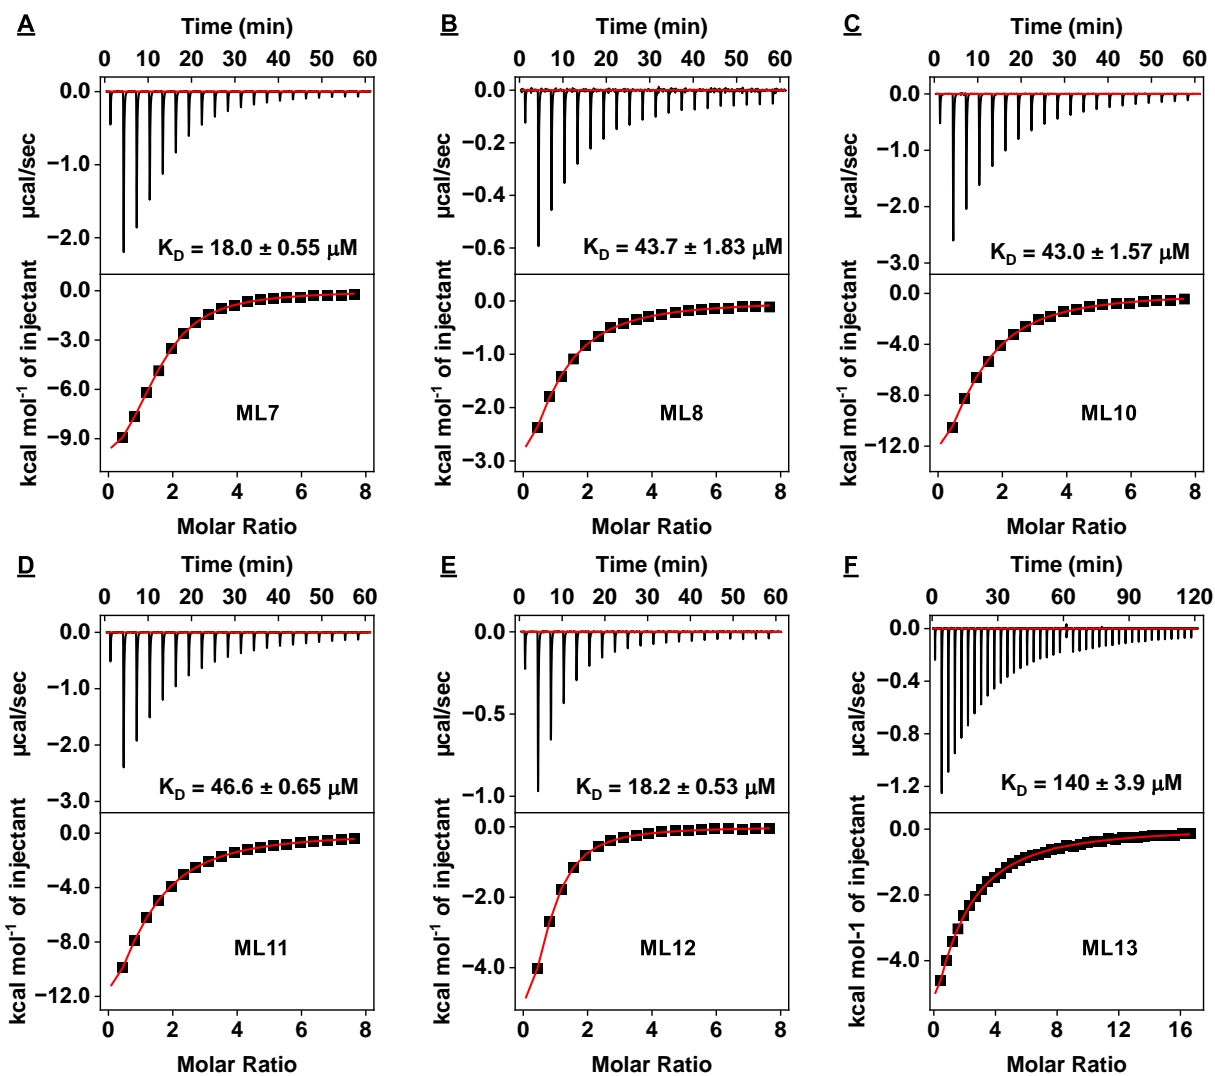 A
Time (min)
0 10 20 30 40 50 60
0.0
−1.0
−2.0
µcal/sec
K_D = 18.0 ± 0.55 µM
0.0
−3.0
−6.0
−9.0
kcal mol⁻¹ of injectant
ML7
0 2 4 6 8
Molar Ratio
B
Time (min)
0 10 20 30 40 50 60
0.0
−0.2
−0.4
−0.6
µcal/sec
K_D = 43.7 ± 1.83 µM
0.0
−1.0
−2.0
−3.0
kcal mol⁻¹ of injectant
ML8
0 2 4 6 8
Molar Ratio
C
Time (min)
0 10 20 30 40 50 60
0.0
−1.0
−2.0
−3.0
µcal/sec
K_D = 43.0 ± 1.57 µM
0.0
−4.0
−8.0
−12.0
kcal mol⁻¹ of injectant
ML10
0 2 4 6 8
Molar Ratio
D
Time (min)
0 10 20 30 40 50 60
0.0
−1.0
−2.0
−3.0
µcal/sec
K_D = 46.6 ± 0.65 µM
0.0
−4.0
−8.0
−12.0
kcal mol⁻¹ of injectant
ML11
0 2 4 6 8
Molar Ratio
E
Time (min)
0 10 20 30 40 50 60
0.0
−0.5
−1.0
µcal/sec
K_D = 18.2 ± 0.53 µM
0.0
−2.0
−4.0
kcal mol⁻¹ of injectant
ML12
0 2 4 6 8
Molar Ratio
F
Time (min)
0 30 60 90 120
0.0
−0.4
−0.8
−1.2
µcal/sec
K_D = 140 ± 3.9 µM
0.0
−2.0
−4.0
kcal mol-1 of injectant
ML13
0 4 8 12 16
Molar Ratio